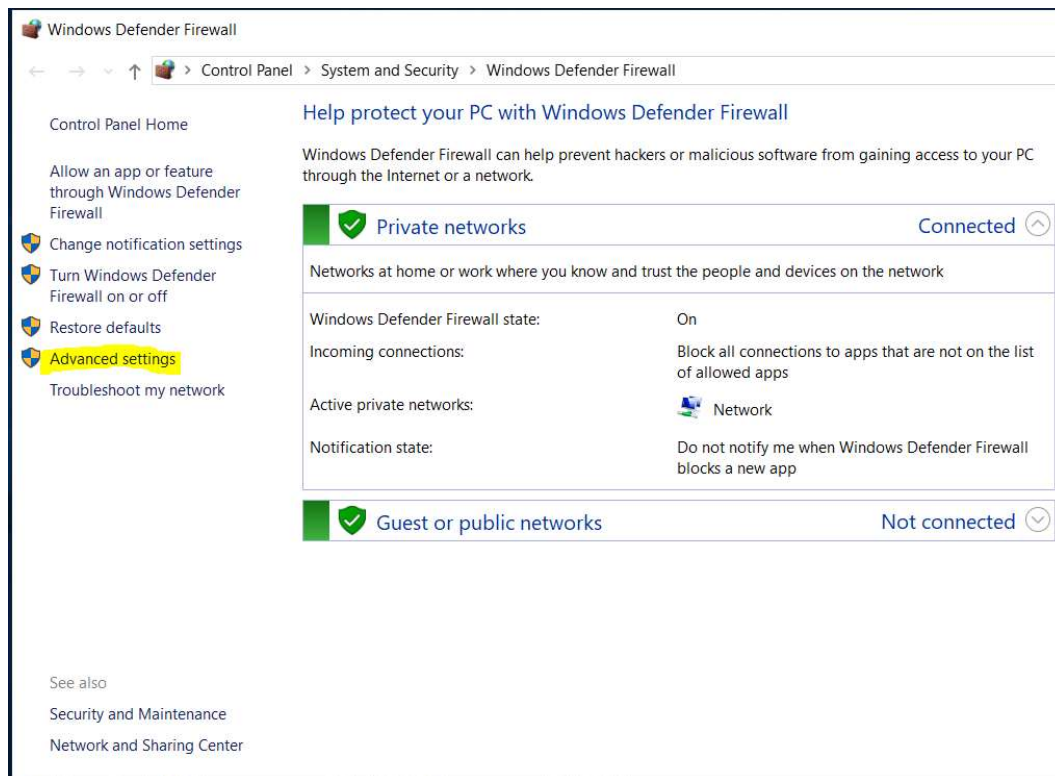 Windows Defender Firewall
Control Panel > System and Security > Windows Defender Firewall
Control Panel Home
Allow an app or feature
through Windows Defender
Firewall
Change notification settings
Turn Windows Defender
Firewall on or off
Restore defaults
Advanced settings
Troubleshoot my network
See also
Security and Maintenance
Network and Sharing Center
Help protect your PC with Windows Defender Firewall
Windows Defender Firewall can help prevent hackers or malicious software from gaining access to your PC
through the Internet or a network.
Private networks Connected
Networks at home or work where you know and trust the people and devices on the network
Windows Defender Firewall state: On
Incoming connections: Block all connections to apps that are not on the list
of allowed apps
Active private networks: Network
Notification state: Do not notify me when Windows Defender Firewall
blocks a new app
Guest or public networks Not connected